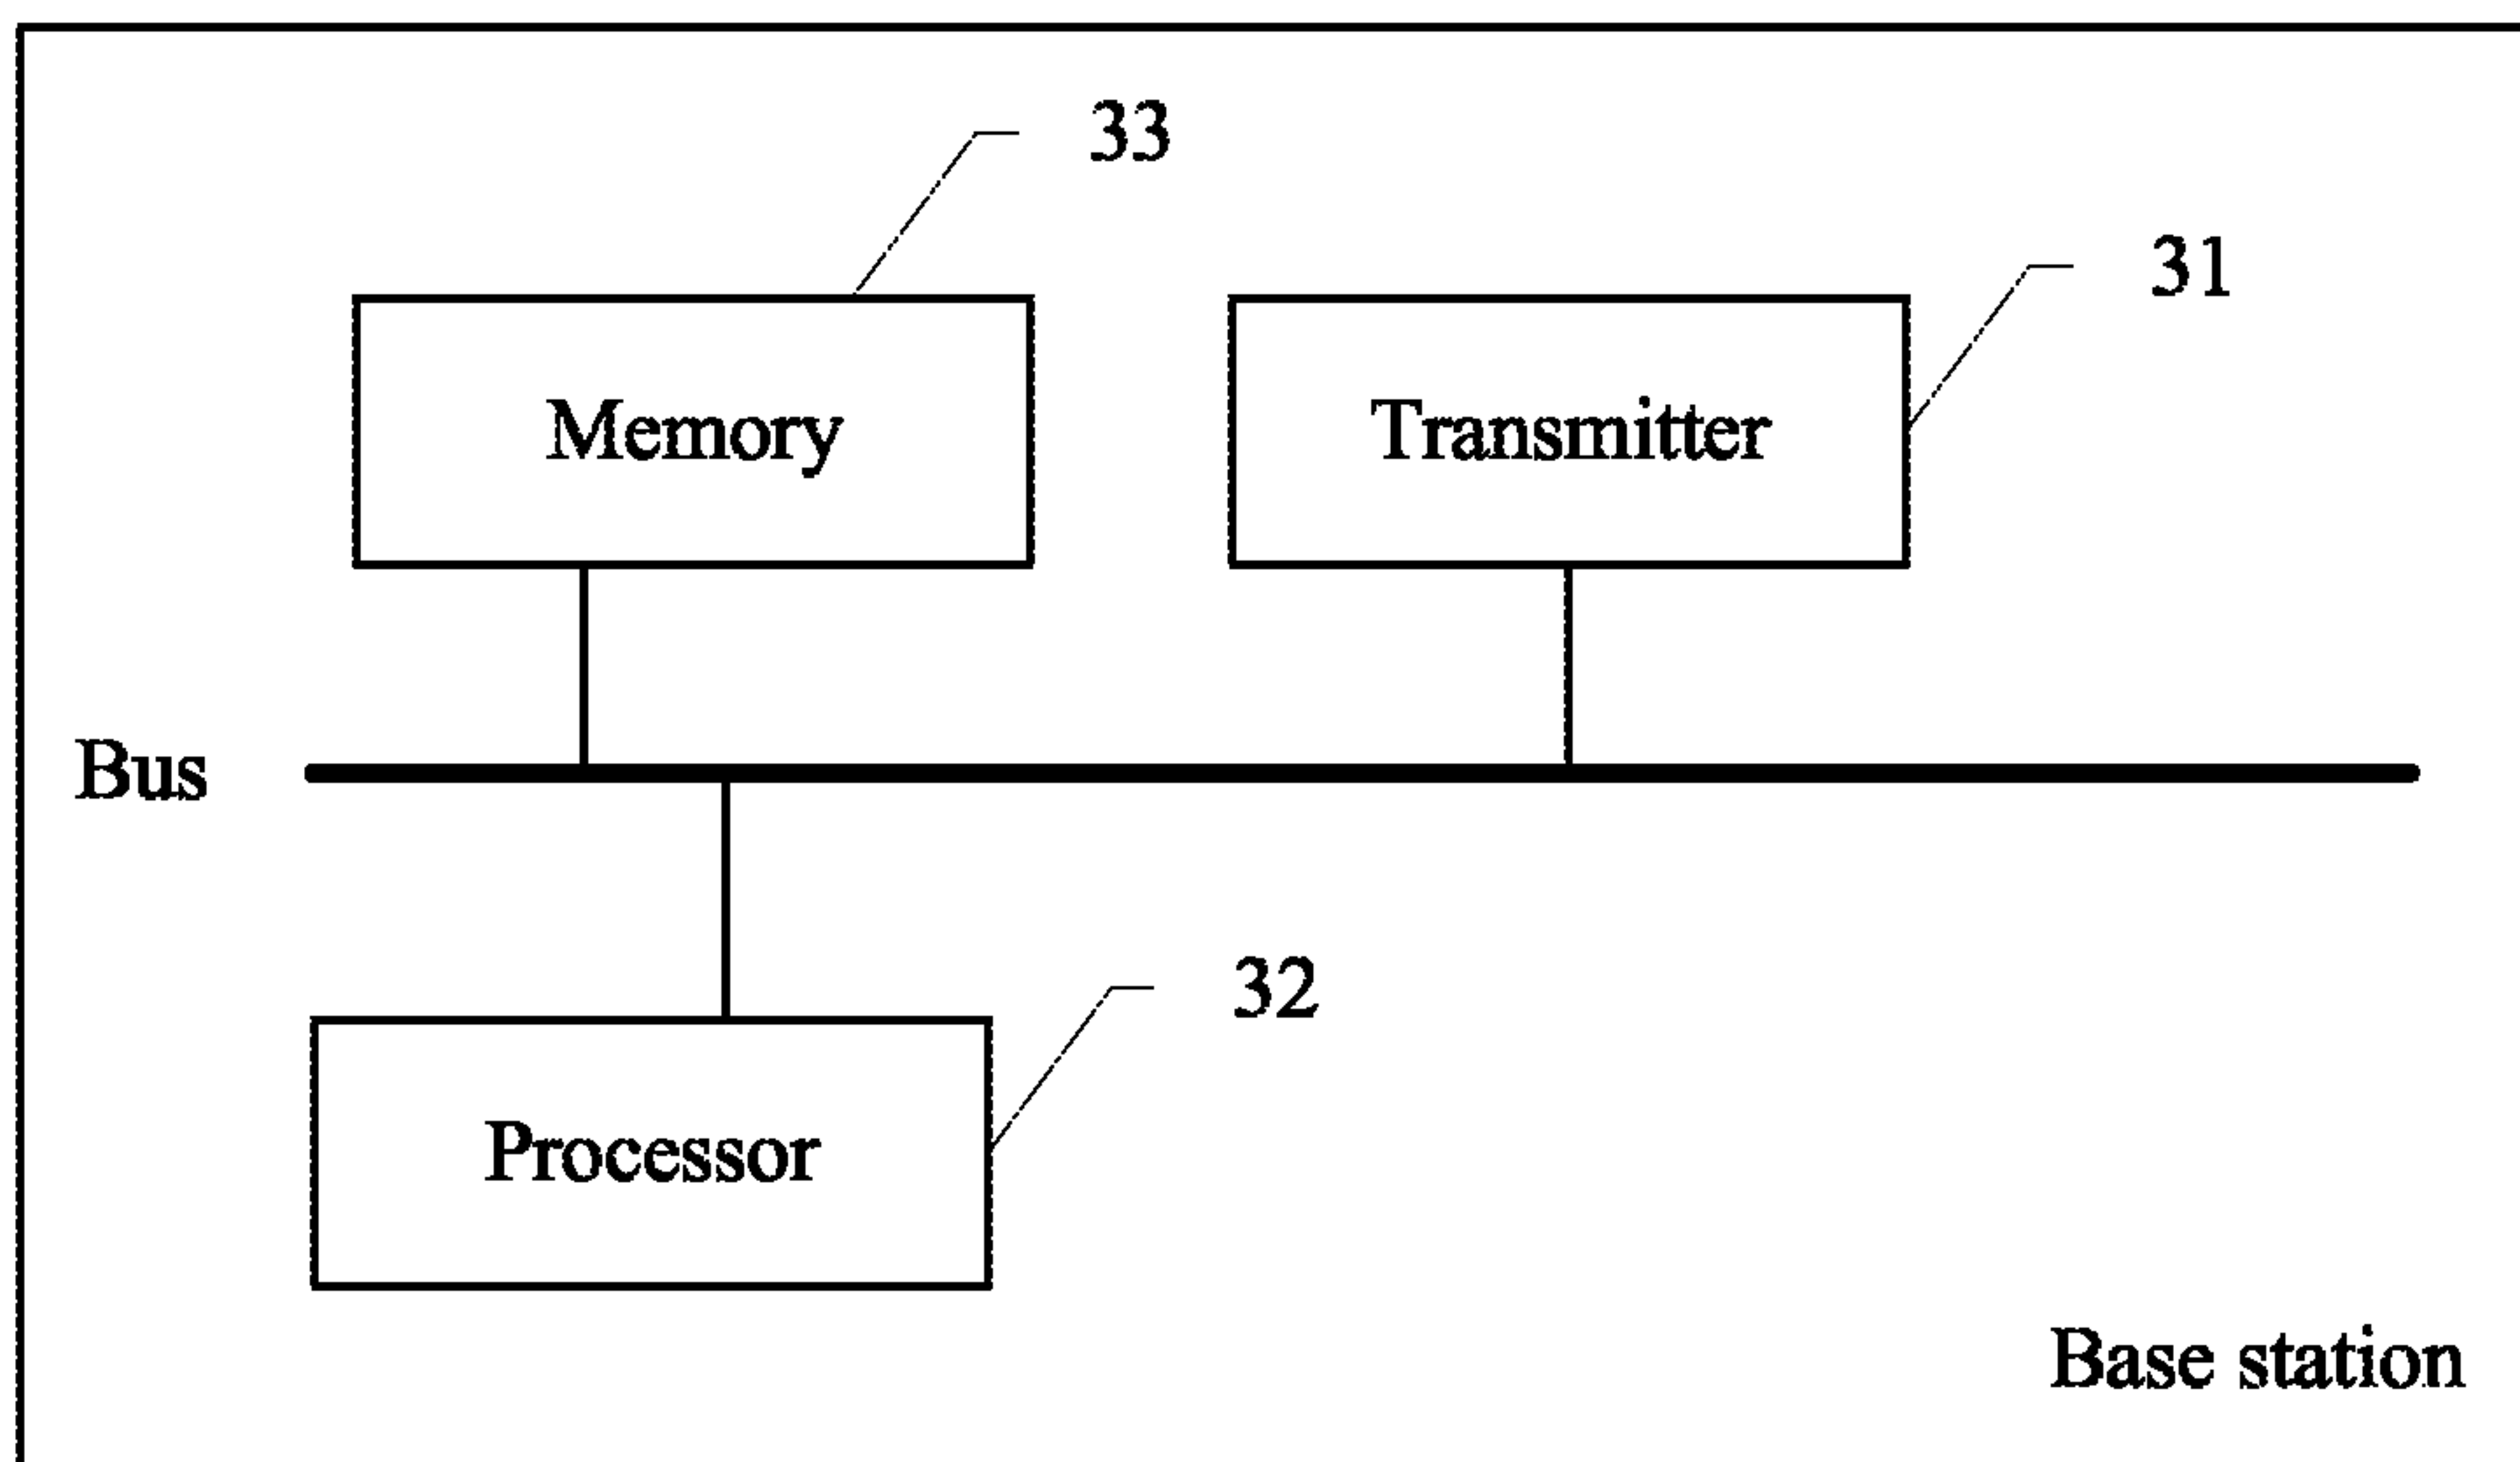 33
31
Memory
Transmitter
Bus
32
Processor
Base station